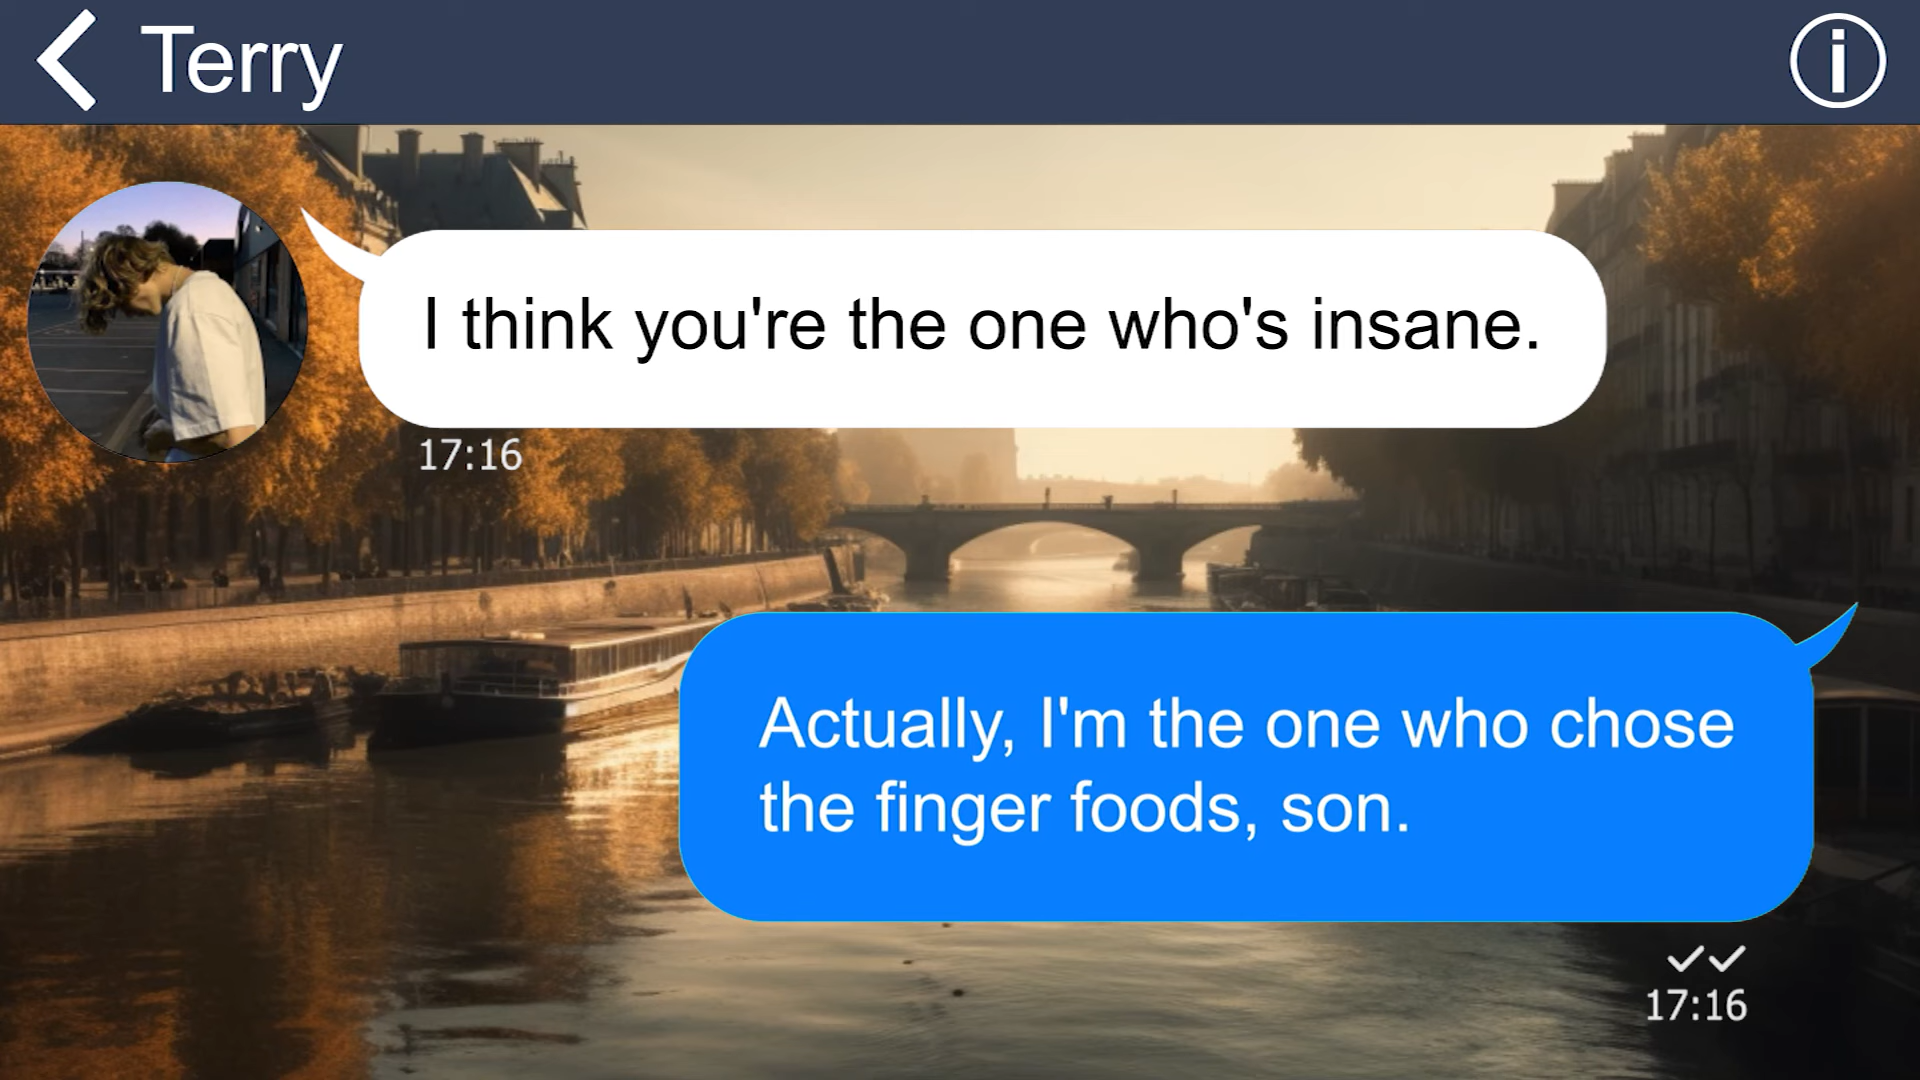 Terry
I think you're the one who's insane.
17:16
Actually, I'm the one who chose
the finger foods, son.
17:16